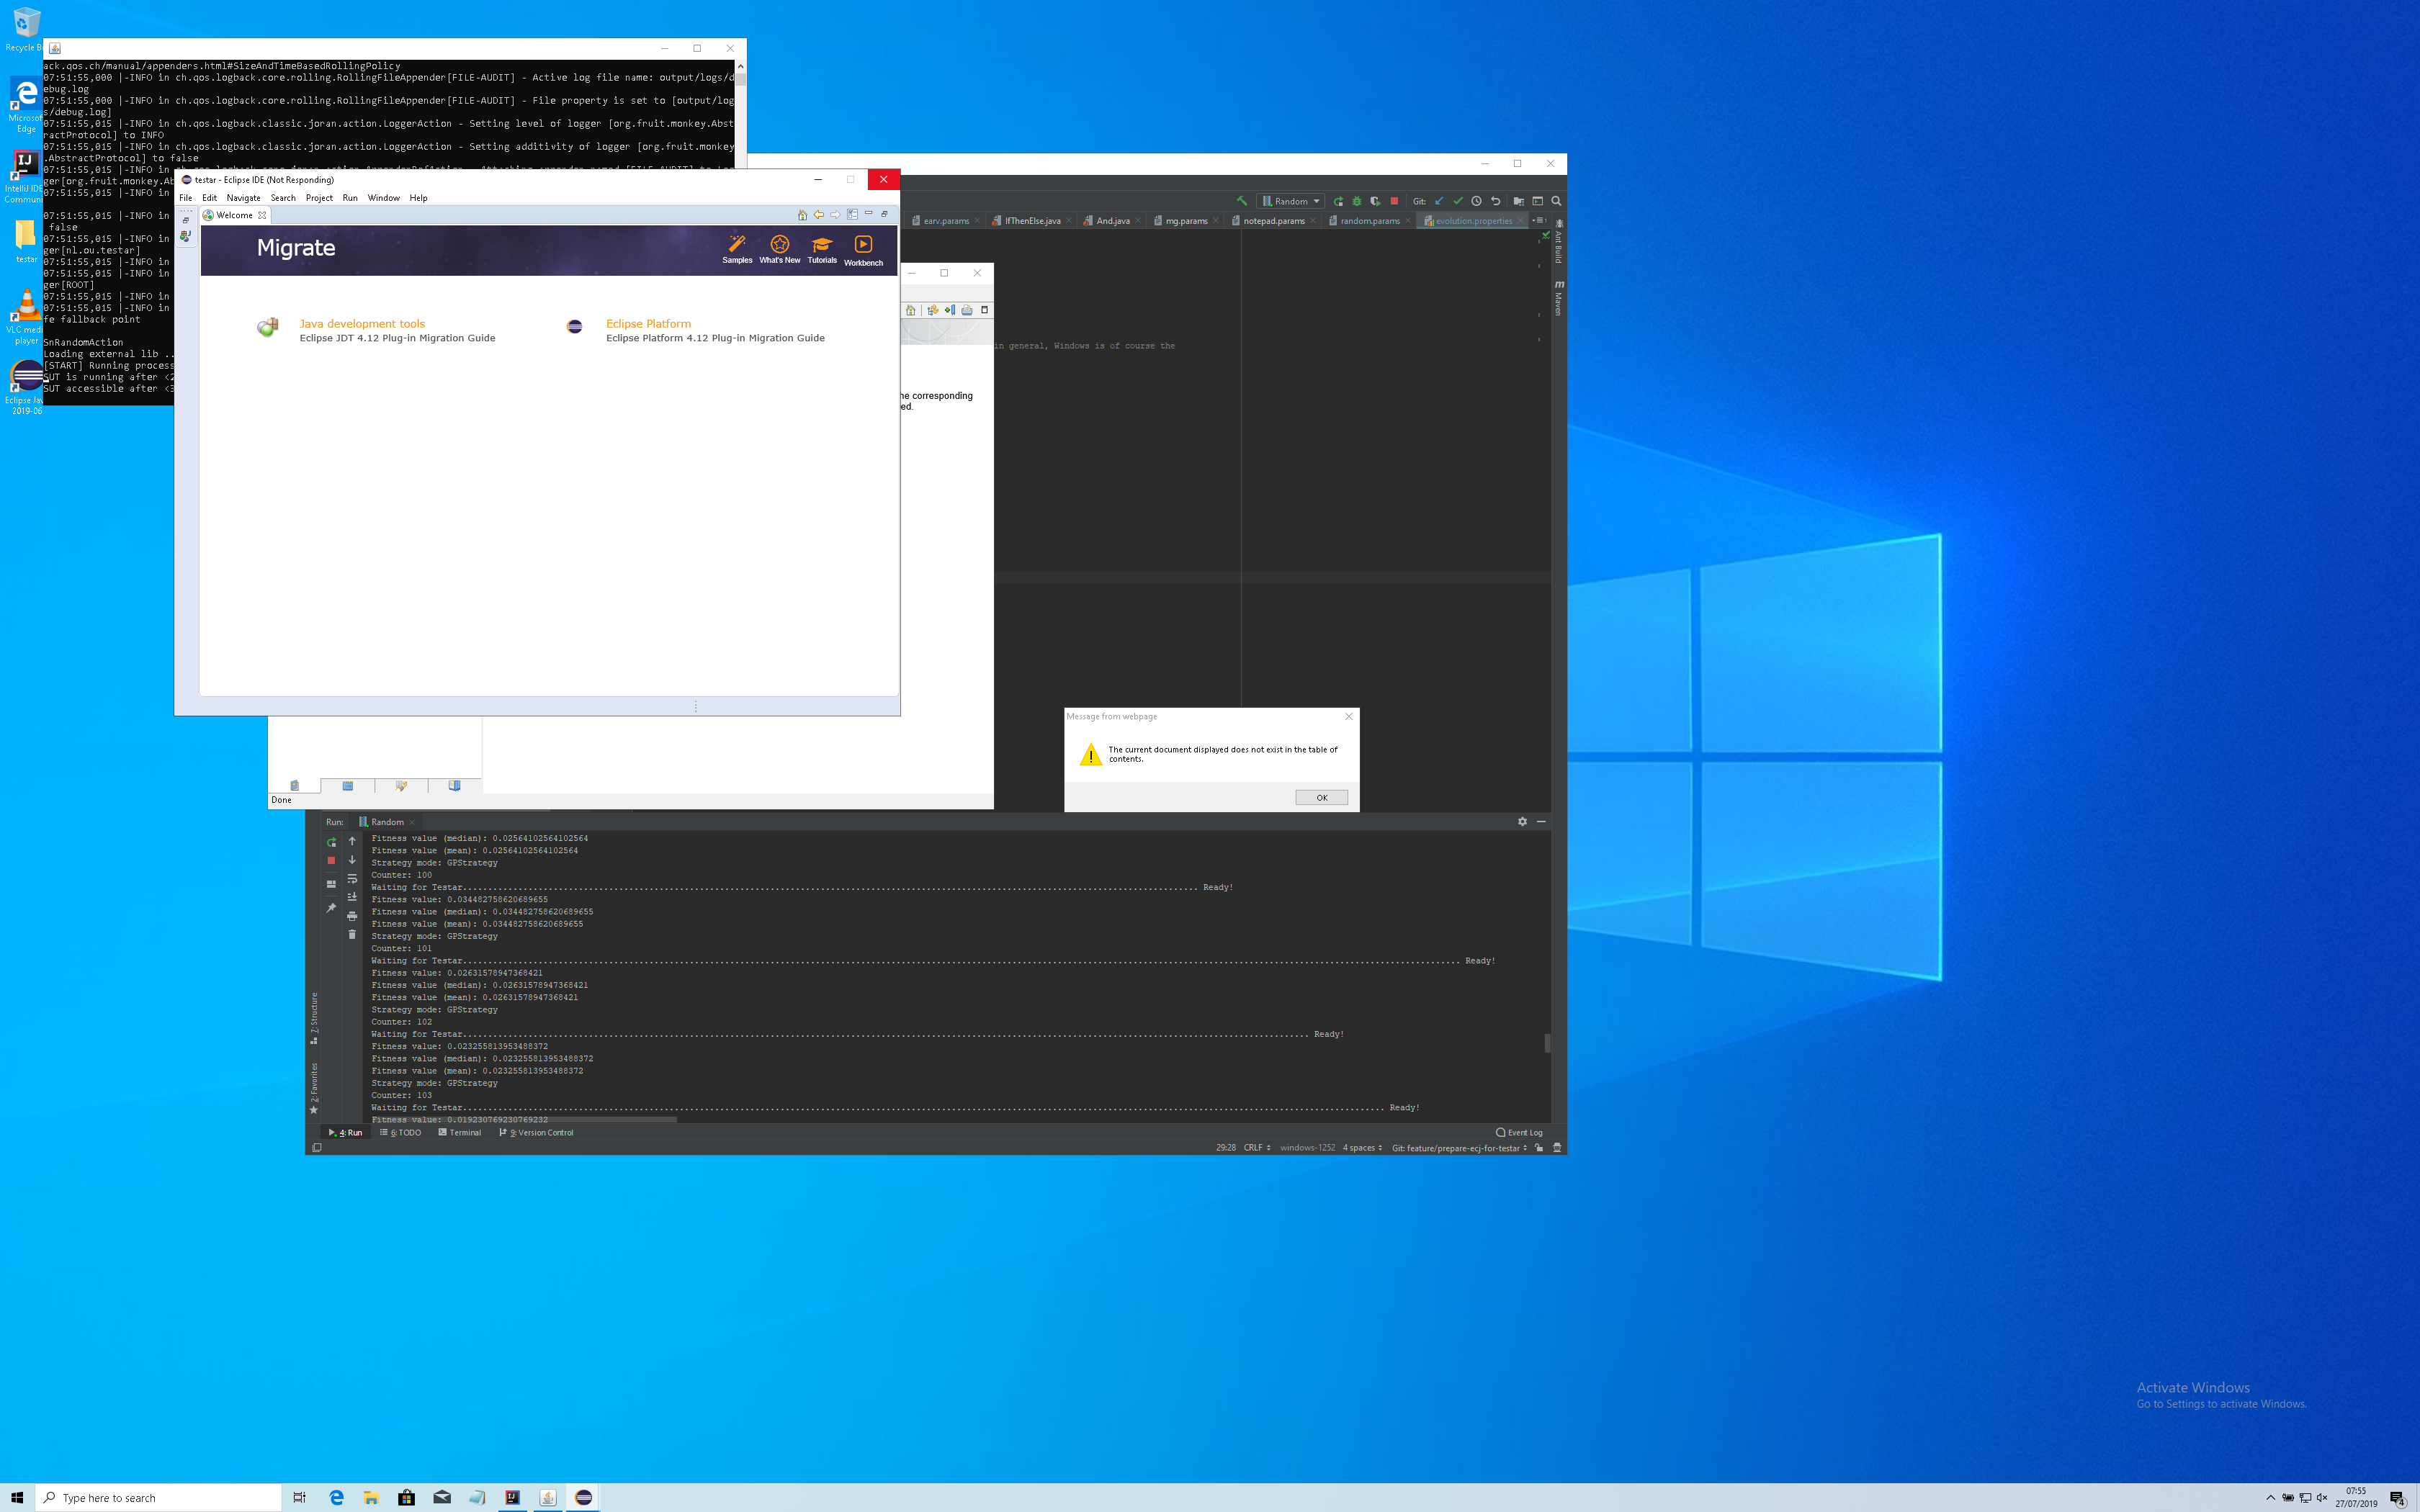 Recycle B
Microsof
Edge
IntelliJ IDE
Commun
testar
VLC medi
player
Eclipse Jav
2019-06
ack.qos.ch/manual/appenders.html#SizeAndTimeBasedRollingPolicy
07:51:55,000 |-INFO in ch.qos.logback.core.rolling.RollingFileAppender[FILE-AUDIT] - Active log file name: output/logs/d
ebug.log
07:51:55,000 |-INFO in ch.qos.logback.core.rolling.RollingFileAppender[FILE-AUDIT] - File property is set to [output/log
s/debug.log]
07:51:55,015 |-INFO in ch.qos.logback.classic.joran.action.LoggerAction - Setting level of logger [org.fruit.monkey.Abst
ractProtocol] to INFO
07:51:55,015 |-INFO in ch.qos.logback.classic.joran.action.LoggerAction - Setting additivity of logger [org.fruit.monkey
.AbstractProtocol] to false
07:51:55,015 |-INFO in
ger[org.fruit.monkey.Ab
07:51:55,015 |-INFO in
07:51:55,015 |-INFO in
false
07:51:55,015 |-INFO in
ger[nl.ou.testar]
07:51:55,015 |-INFO in
07:51:55,015 |-INFO in
ger[ROOT]
07:51:55,015 |-INFO in
07:51:55,015 |-INFO in
fe fallback point
SnRandomAction
Loading external lib ..
[START] Running process
SUT is running after <2
SUT accessible after <3
testar - Eclipse IDE (Not Responding)
File Edit Navigate Search Project Run Window Help
Welcome
Migrate
Samples What's New Tutorials Workbench
Java development tools
Eclipse JDT 4.12 Plug-in Migration Guide
Eclipse Platform
Eclipse Platform 4.12 Plug-in Migration Guide
he corresponding
ed.
Done
Random
Git:
earv.params IfThenElse.java And.java mg.params notepad.params random.params evolution.properties
Ant Build
Maven
in general, Windows is of course the
Message from webpage
The current document displayed does not exist in the table of
contents.
OK
Run: Random
Fitness value (median): 0.02564102564102564
Fitness value (mean): 0.02564102564102564
Strategy mode: GPStrategy
Counter: 100
Waiting for Testar.................................................................................................................................................. Ready!
Fitness value: 0.034482758620689655
Fitness value (median): 0.034482758620689655
Fitness value (mean): 0.034482758620689655
Strategy mode: GPStrategy
Counter: 101
Waiting for Testar...................................................................................................................................................................................................... Ready!
Fitness value: 0.02631578947368421
Fitness value (median): 0.02631578947368421
Fitness value (mean): 0.02631578947368421
Strategy mode: GPStrategy
Counter: 102
Waiting for Testar........................................................................................................................................................................ Ready!
Fitness value: 0.023255813953488372
Fitness value (median): 0.023255813953488372
Fitness value (mean): 0.023255813953488372
Strategy mode: GPStrategy
Counter: 103
Waiting for Testar....................................................................................................................................................................................... Ready!
Fitness value: 0.019230769230769232
7: Structure
2: Favorites
4: Run 6: TODO Terminal 9: Version Control Event Log
29:28 CRLF windows-1252 4 spaces Git: feature/prepare-ecj-for-testar
Activate Windows
Go to Settings to activate Windows.
Type here to search
07:55
27/07/2019
4